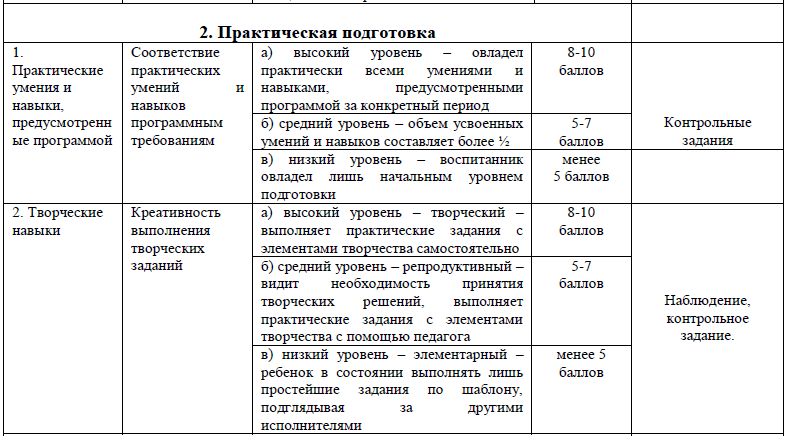 2. Практическая подготовка
1.
Практические
умения и
навыки,
предусмотренн
ые программой
Соответствие
практических
умений и
навыков
программным
требованиям
а) высокий уровень – овладел
практически всеми умениями и
навыками, предусмотренными
программой за конкретный период
8-10
баллов
б) средний уровень – объем усвоенных
умений и навыков составляет более ½
5-7
баллов
в) низкий уровень – воспитанник
овладел лишь начальным уровнем
подготовки
менее
5 баллов
Контрольные
задания
2. Творческие
навыки
Креативность
выполнения
творческих
заданий
а) высокий уровень – творческий –
выполняет практические задания с
элементами творчества самостоятельно
8-10
баллов
б) средний уровень – репродуктивный –
видит необходимость принятия
творческих решений, выполняет
практические задания с элементами
творчества с помощью педагога
5-7
баллов
в) низкий уровень – элементарный –
ребенок в состоянии выполнять лишь
простейшие задания по шаблону,
подглядывая за другими
исполнителями
менее 5
баллов
Наблюдение,
контрольное
задание.